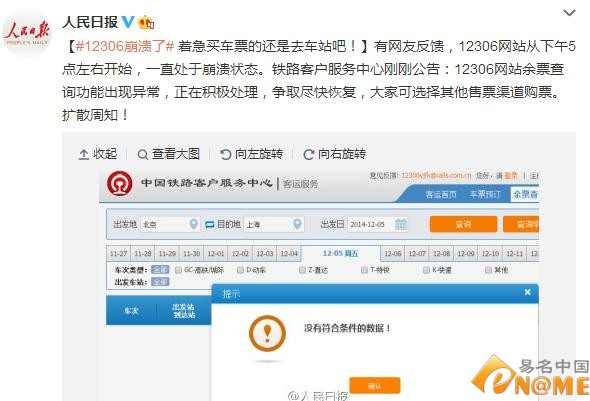 人民日报
PEOPLE'S DAILY
人民日报
【#12306崩溃了# 着急买车票的还是去车站吧！】有网友反馈，12306网站从下午5
点左右开始，一直处于崩溃状态。铁路客户服务中心刚刚公告：12306网站余票查
询功能出现异常，正在积极处理，争取尽快恢复，大家可选择其他售票渠道购票。
扩散周知！
收起 查看大图 向左旋转 向右旋转
意见反馈：12306yjfk@rails.com.cn 您好，请 登录 | 注
中国铁路客户服务中心 | 客运服务
客运首页 车票预订 余票查
出发地 北京 目的地 上海 出发日 2014-12-05 查询 查询学
11-27 11-28 11-29 11-30 12-01 12-02 12-03 12-04 12-05 周五 12-06 12-07 12-08 12-09 12-10 12-11 12
车次类型： 全部 GC-高铁/城际 D-动车 Z-直达 T-特快 K-快速 其他
出发车站： 全部
车次 出发站
到达站
提示 ×
没有符合条件的数据！
确认
@人民日报
易名中国
eN@ME